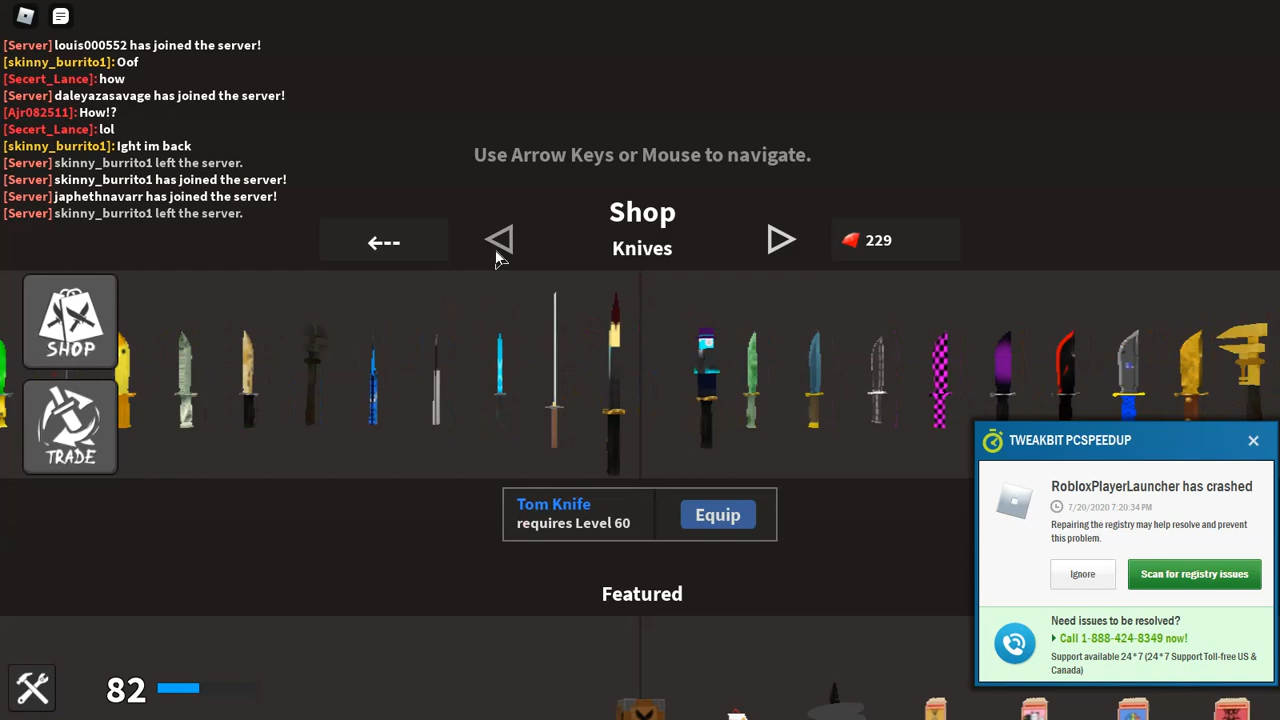 [Server] louis000552 has joined the server!
[skinny_burrito1]: Oof
[Secert_Lance]: how
[Server] daleyazasavage has joined the server!
[Ajr082511]: How!?
[Secert_Lance]: lol
[skinny_burrito1]: Ight im back
[Server] skinny_burrito1 left the server.
[Server] skinny_burrito1 has joined the server!
[Server] japhethnavarr has joined the server!
[Server] skinny_burrito1 left the server.
Use Arrow Keys or Mouse to navigate.
Shop
Knives
229
SHOP
TRADE
Tom Knife
requires Level 60
Equip
Featured
82
TWEAKBIT PCSPEEDUP
RobloxPlayerLauncher has crashed
7/20/2020 7:20:34 PM
Repairing the registry may help resolve and prevent
this problem.
Ignore
Scan for registry issues
Need issues to be resolved?
Call 1-888-424-8349 now!
Support available 24*7 (24*7 Support Toll-free US &
Canada)